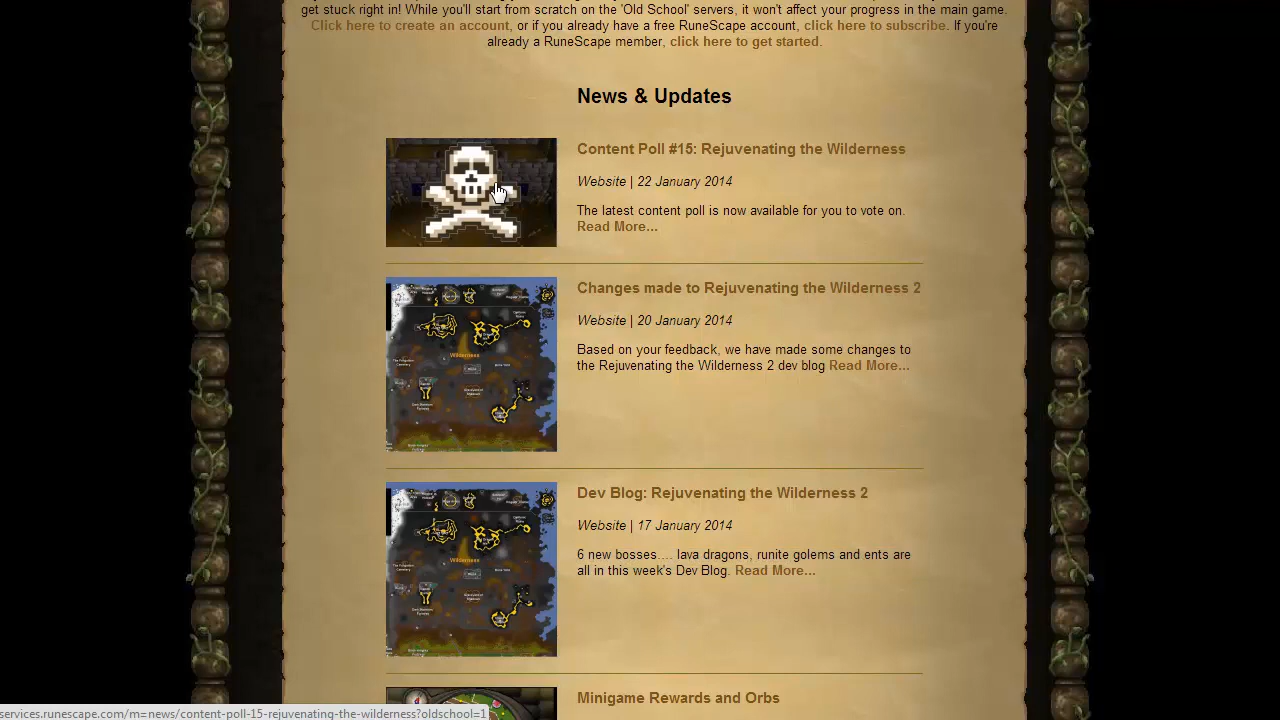 get stuck right in! While you'll start from scratch on the 'Old School' servers, it won't affect your progress in the main game.
Click here to create an account, or if you already have a free RuneScape account, click here to subscribe. If you're
already a RuneScape member, click here to get started.
News & Updates
Content Poll #15: Rejuvenating the Wilderness
Website | 22 January 2014
The latest content poll is now available for you to vote on.
Read More...
Changes made to Rejuvenating the Wilderness 2
Website | 20 January 2014
Based on your feedback, we have made some changes to
the Rejuvenating the Wilderness 2 dev blog Read More...
Wilderness
Dev Blog: Rejuvenating the Wilderness 2
Website | 17 January 2014
6 new bosses.... lava dragons, runite golems and ents are
all in this week's Dev Blog. Read More...
Wilderness
Minigame Rewards and Orbs
services.runescape.com/m=news/content-poll-15-rejuvenating-the-wilderness?oldschool=1